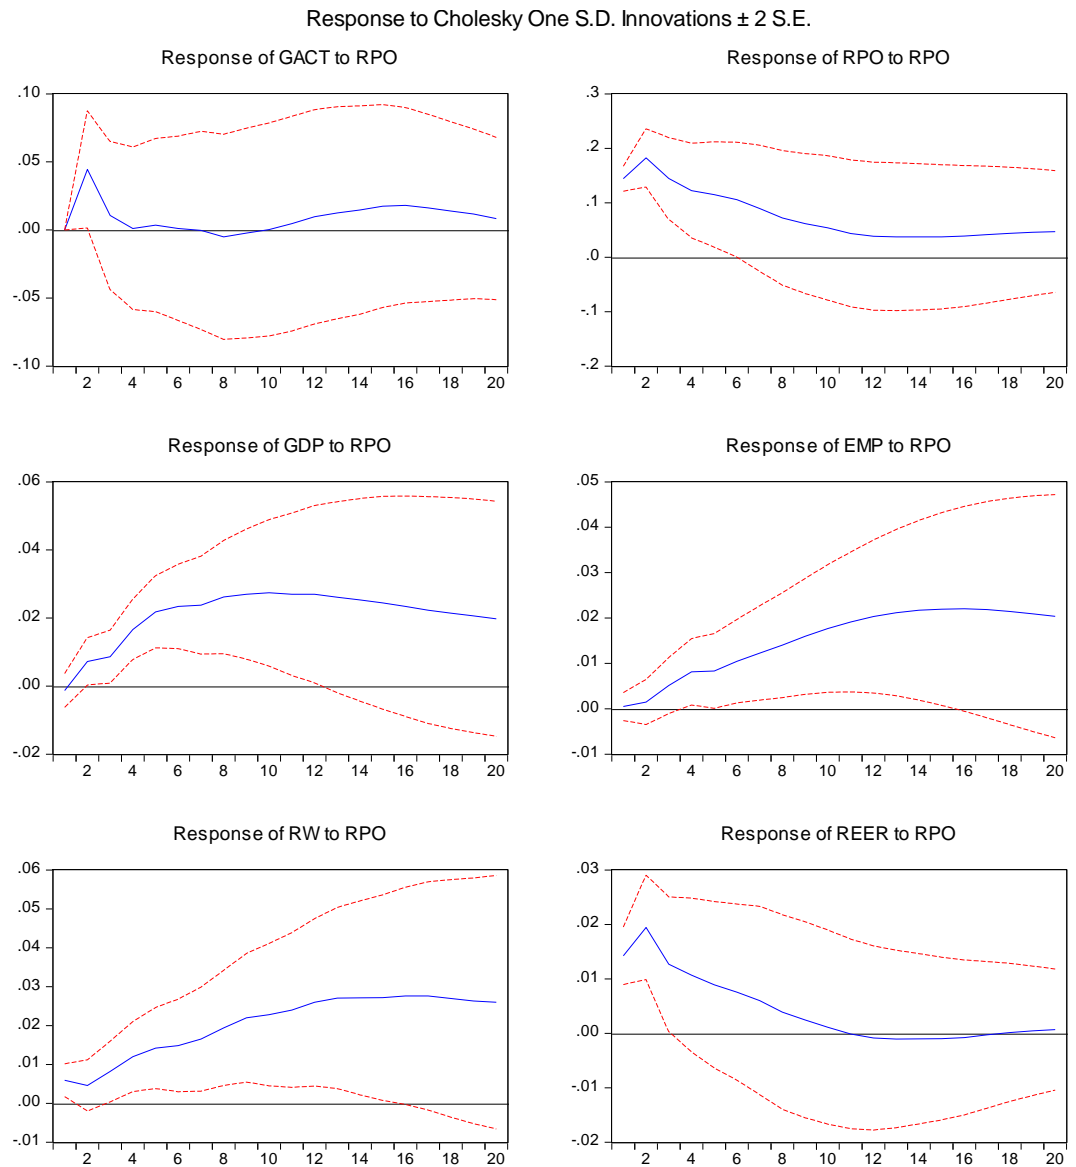 Response to Cholesky One S.D. Innovations ± 2 S.E.
Response of GACT to RPO
.10
.05
.00
-.05
-.10
2 4 6 8 10 12 14 16 18 20
Response of RPO to RPO
.3
.2
.1
.0
-.1
-.2
2 4 6 8 10 12 14 16 18 20
Response of GDP to RPO
.06
.04
.02
.00
-.02
2 4 6 8 10 12 14 16 18 20
Response of EMP to RPO
.05
.04
.03
.02
.01
.00
-.01
2 4 6 8 10 12 14 16 18 20
Response of RW to RPO
.06
.05
.04
.03
.02
.01
.00
-.01
2 4 6 8 10 12 14 16 18 20
Response of REER to RPO
.03
.02
.01
.00
-.01
-.02
2 4 6 8 10 12 14 16 18 20